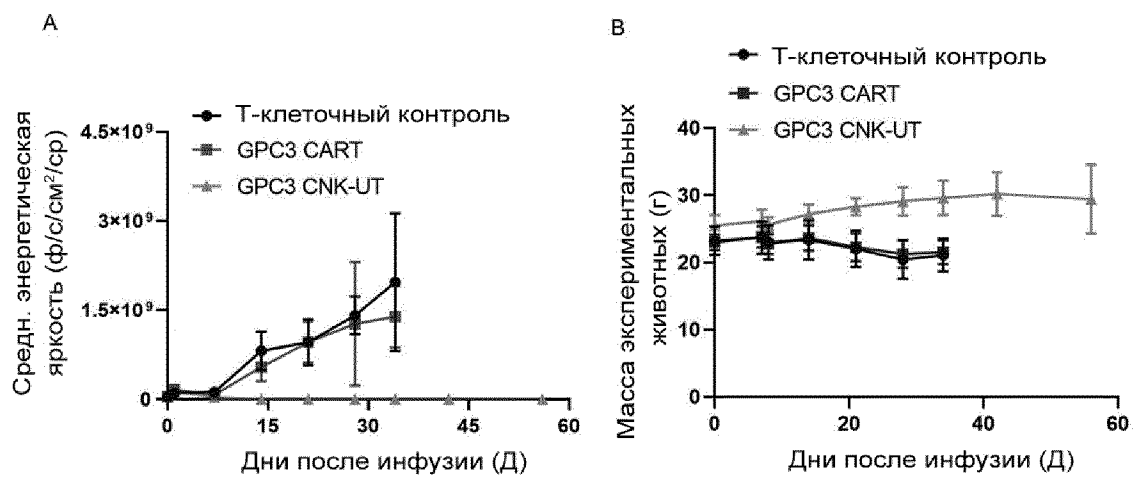 A
Т-клеточный контроль
GPC3 CART
GPC3 CNK-UT
Средн. энергетическая
яркость (ф/с/см²/ср)
4.5×10⁹
3×10⁹
1.5×10⁹
0
0 15 30 45 60
Дни после инфузии (Д)
B
Т-клеточный контроль
GPC3 CART
GPC3 CNK-UT
Масса экспериментальных
животных (г)
40
30
20
10
0
0 20 40 60
Дни после инфузии (Д)